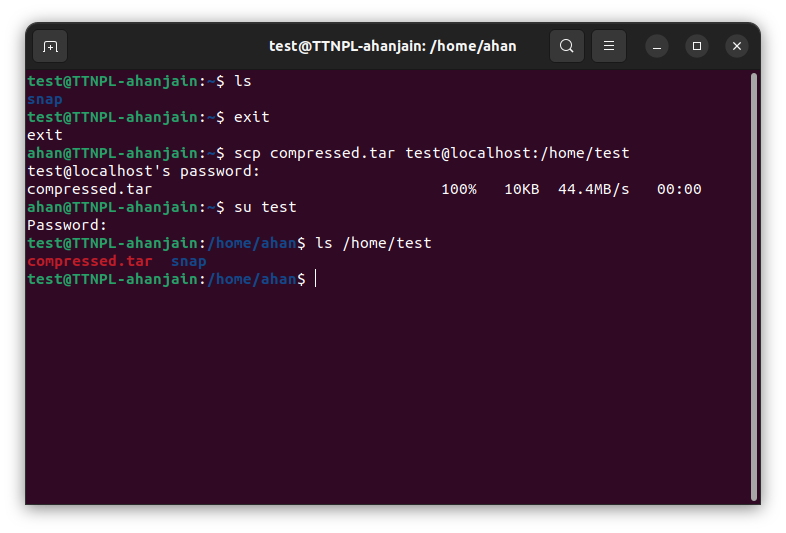 test@TTNPL-ahanjain: /home/ahan
test@TTNPL-ahanjain:~$ ls
snap
test@TTNPL-ahanjain:~$ exit
exit
ahan@TTNPL-ahanjain:~$ scp compressed.tar test@localhost:/home/test
test@localhost's password:
compressed.tar 100% 10KB 44.4MB/s 00:00
ahan@TTNPL-ahanjain:~$ su test
Password:
test@TTNPL-ahanjain:/home/ahan$ ls /home/test
compressed.tar snap
test@TTNPL-ahanjain:/home/ahan$